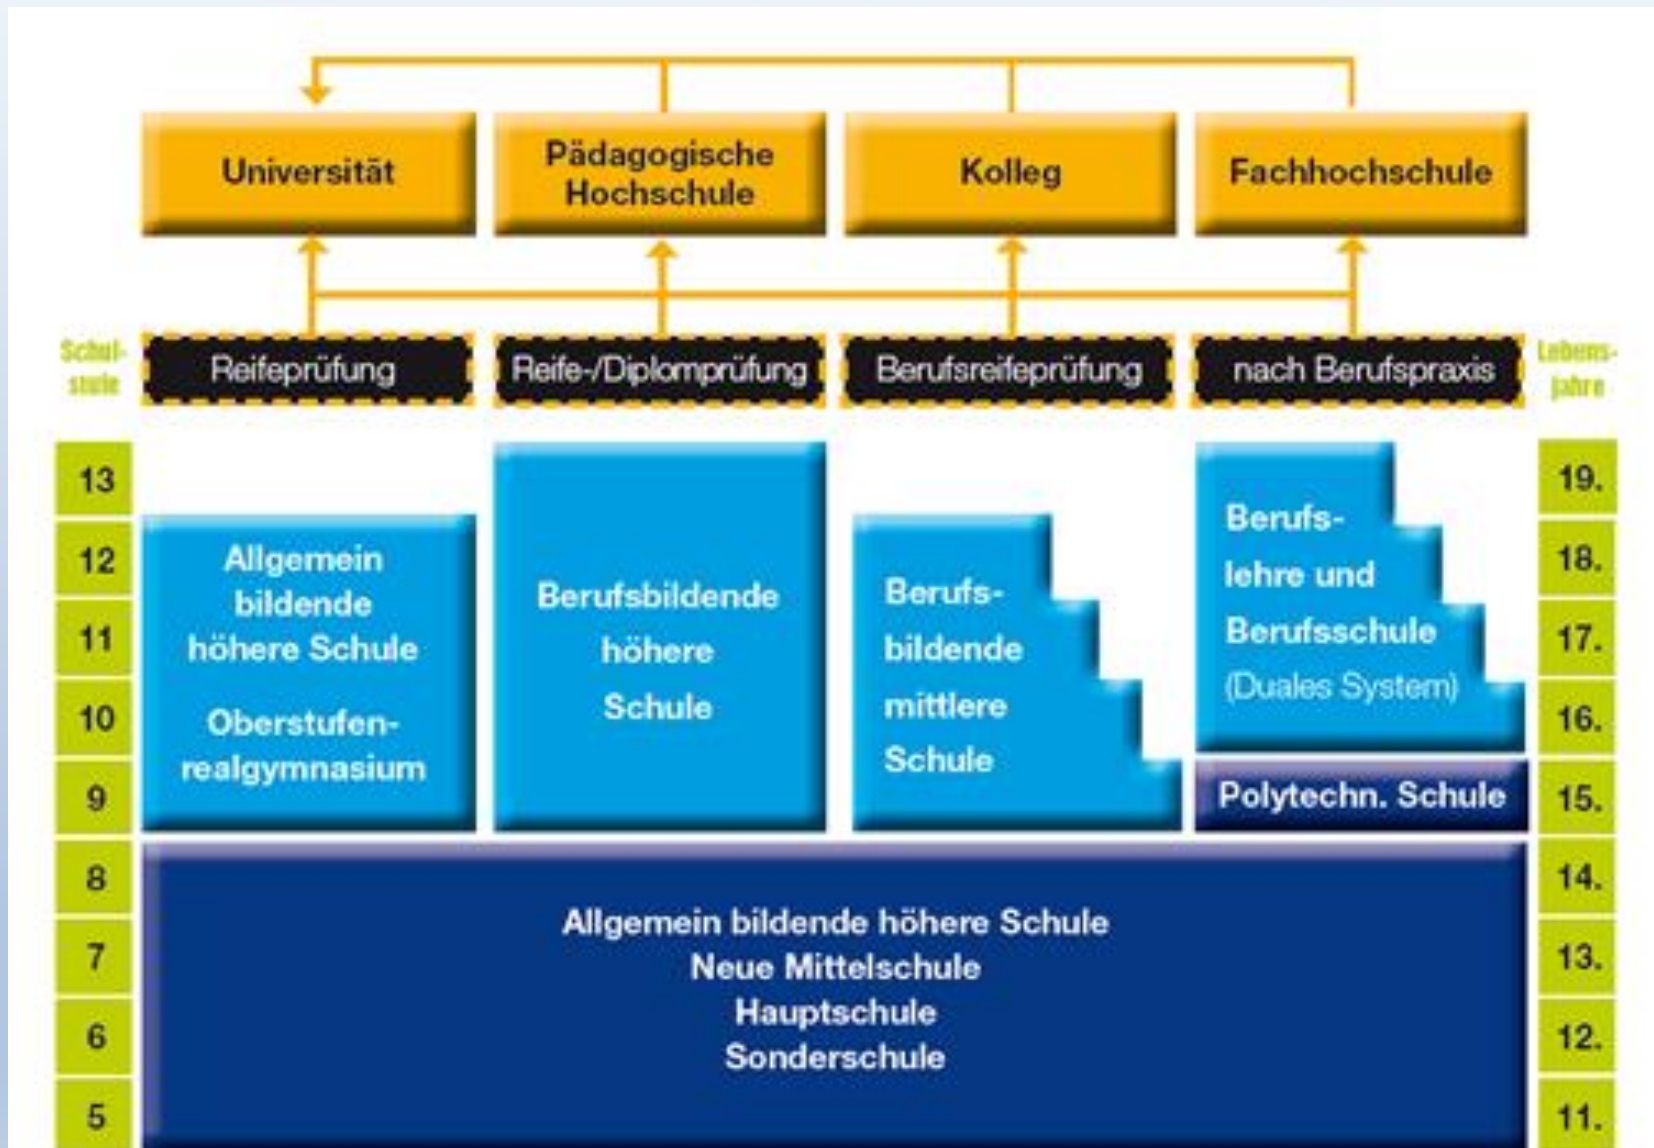 Universität
Pädagogische
Hochschule
Kolleg
Fachhochschule
Schul-
stufe
Reifeprüfung
Reife-/Diplomprüfung
Berufsreifeprüfung
nach Berufspraxis
Lebens-
jahre
13
12
11
10
9
8
7
6
5
Allgemein
bildende
höhere Schule
Oberstufen-
realgymnasium
Berufsbildende
höhere
Schule
Berufs-
bildende
mittlere
Schule
Berufs-
lehre und
Berufsschule
(Duales System)
Polytechn. Schule
Allgemein bildende höhere Schule
Neue Mittelschule
Hauptschule
Sonderschule
19.
18.
17.
16.
15.
14.
13.
12.
11.